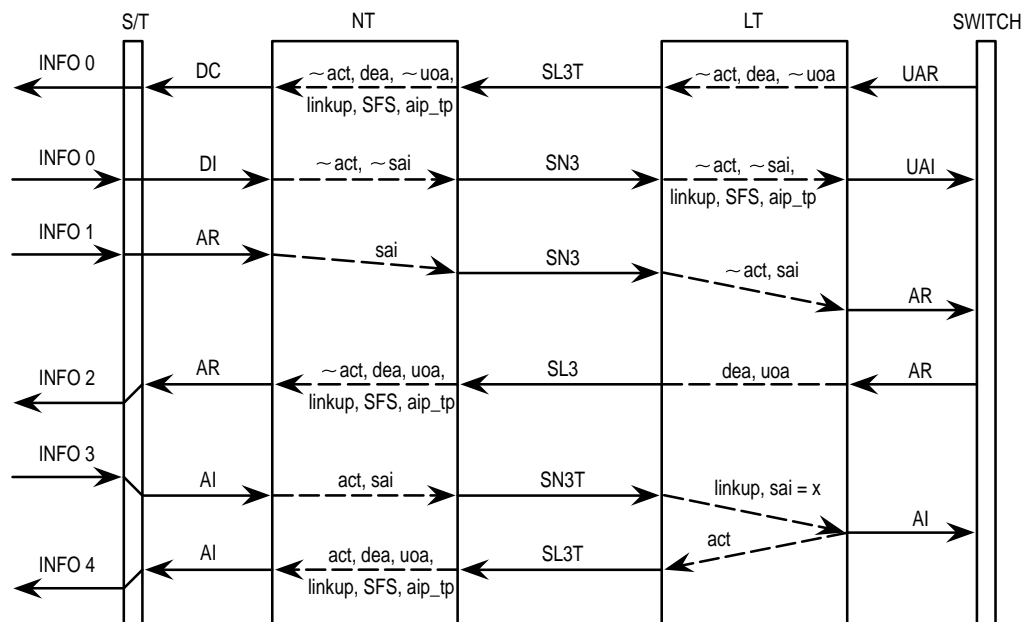 S/T NT LT SWITCH
INFO 0 DC ~act, dea, ~uoa, SL3T ~act, dea, ~uoa UAR
linkup, SFS, aip_tp
INFO 0 DI ~act, ~sai SN3 ~act, ~sai, UAI
linkup, SFS, aip_tp
INFO 1 AR sai SN3 ~act, sai AR
INFO 2 AR ~act, dea, uoa, SL3 dea, uoa AR
linkup, SFS, aip_tp
INFO 3 AI act, sai SN3T linkup, sai = x AI
act
INFO 4 AI act, dea, uoa, SL3T
linkup, SFS, aip_tp